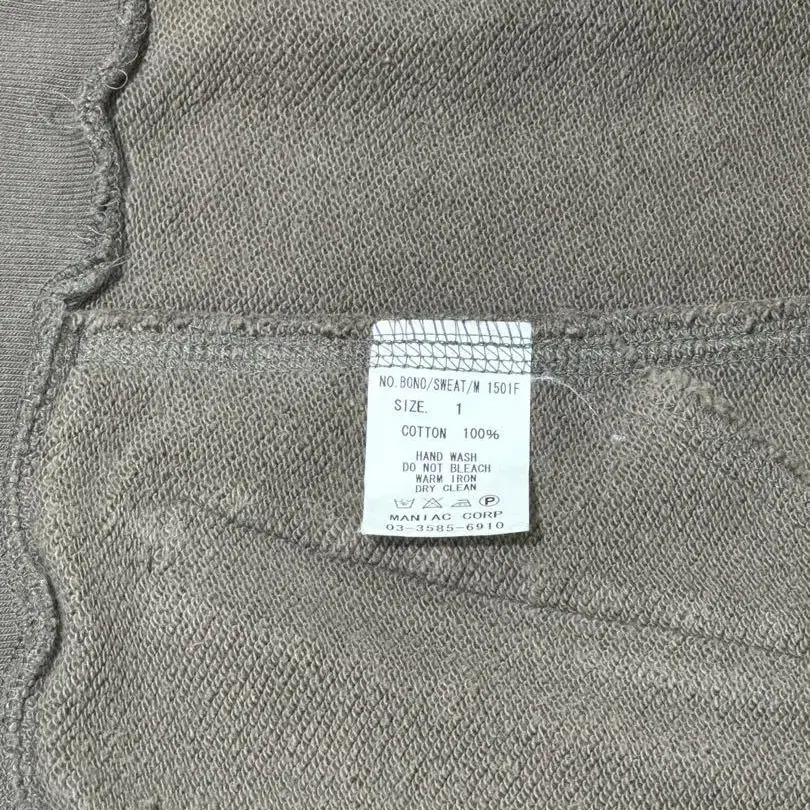 NO.BONO/SWEAT/M 1501F
SIZE. 1
COTTON 100%
HAND WASH
DO NOT BLEACH
WARM IRON
DRY CLEAN
P
MANIAC CORP
03-3585-6910